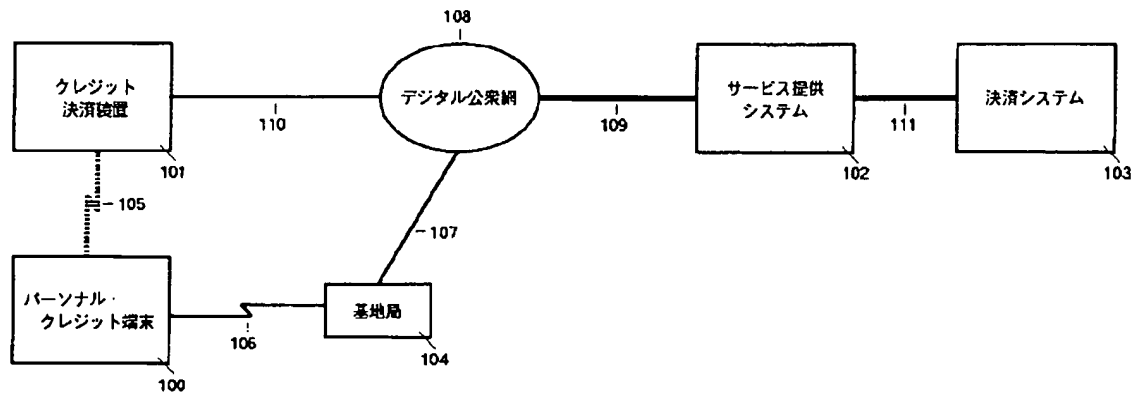 108
クレジット
決済装置
デジタル公衆網
サービス提供
システム
決済システム
110
109
111
101
102
103
105
107
パーソナル・
クレジット端末
基地局
106
104
100